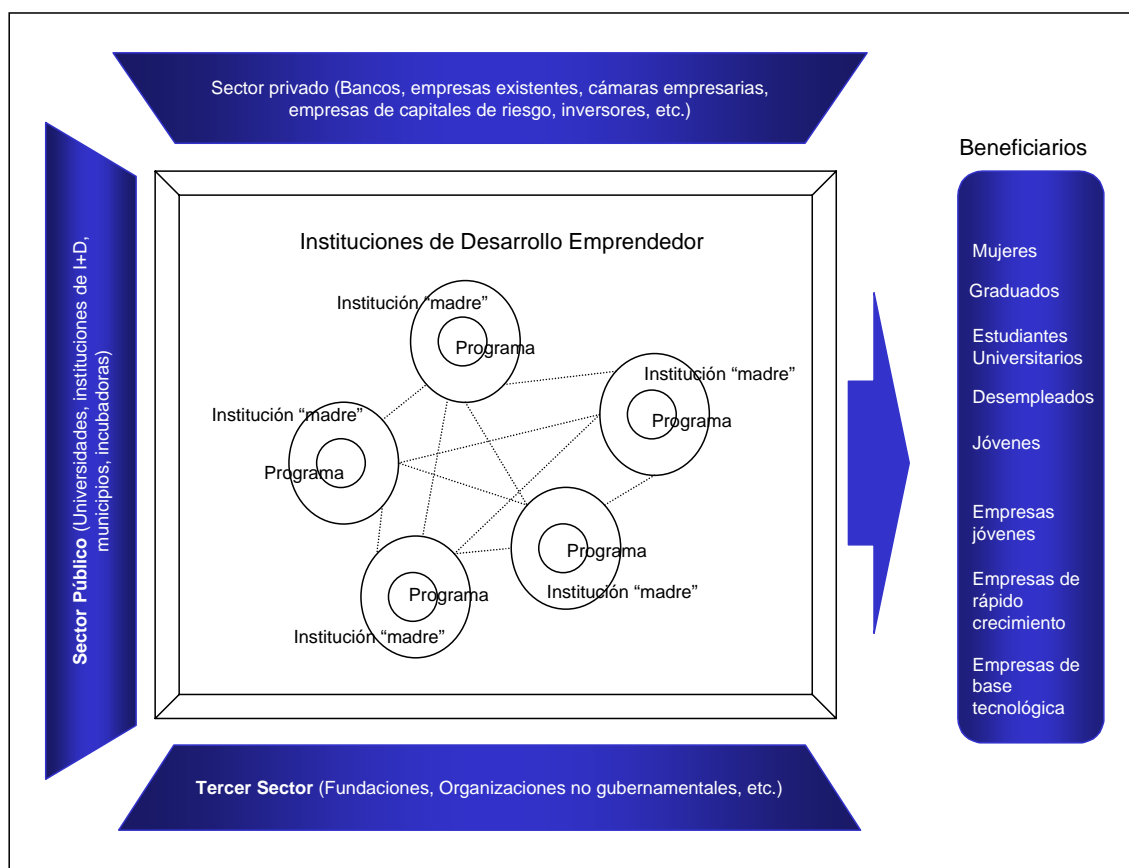 Sector privado (Bancos, empresas existentes, cámaras empresarias,
empresas de capitales de riesgo, inversores, etc.)
Sector Público (Universidades, instituciones de I+D,
municipios, incubadoras)
Instituciones de Desarrollo Emprendedor
Institución “madre”
Programa
Institución “madre”
Programa
Institución “madre”
Programa
Programa
Institución “madre”
Programa
Institución “madre”
Tercer Sector (Fundaciones, Organizaciones no gubernamentales, etc.)
Beneficiarios
Mujeres
Graduados
Estudiantes
Universitarios
Desempleados
Jóvenes
Empresas
jóvenes
Empresas de
rápido
crecimiento
Empresas de
base
tecnológica